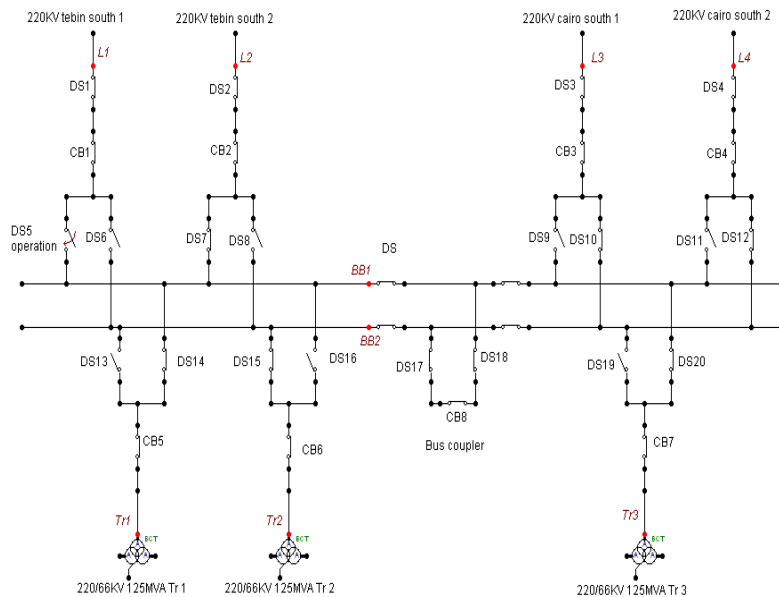 220KV tebin south 1
220KV tebin south 2
220KV cairo south 1
220KV cairo south 2
L1
L2
L3
L4
DS1
DS2
DS3
DS4
CB1
CB2
CB3
CB4
DS5
operation
DS6
DS7
DS8
DS
DS9
DS10
DS11
DS12
BB1
BB2
DS13
DS14
DS15
DS16
DS17
DS18
DS19
DS20
CB8
CB5
CB6
Bus coupler
CB7
Tr1
Tr2
Tr3
BCT
BCT
BCT
A
A
A
A
A
A
A
A
A
220/66KV 125MVA Tr 1
220/66KV 125MVA Tr 2
220/66KV 125MVA Tr 3